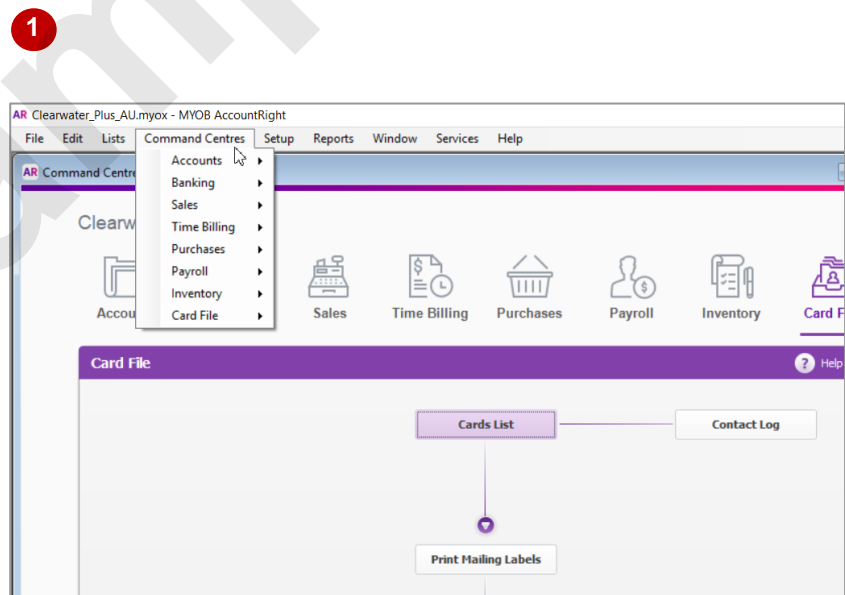 1
AR Clearwater_Plus_AU.myox - MYOB AccountRight
File Edit Lists Command Centres Setup Reports Window Services Help
AR Command Centre
Accounts
Banking
Sales
Time Billing
Purchases
Payroll
Inventory
Card File
Clearw
Accou Sales Time Billing Purchases Payroll Inventory Card F
Card File ? Help
Cards List Contact Log
Print Mailing Labels